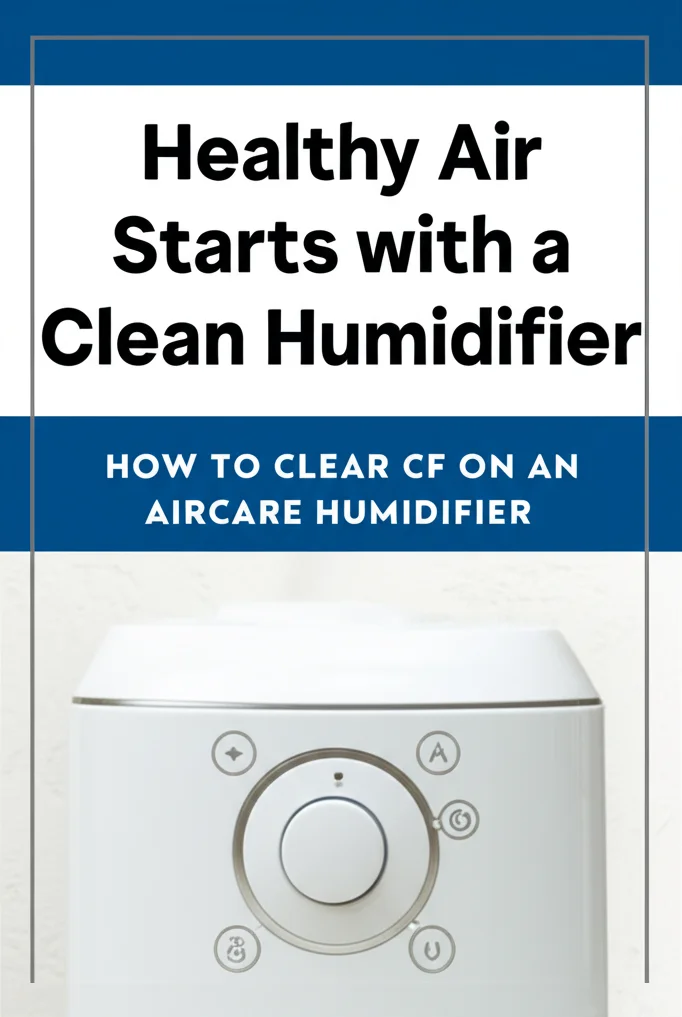 Healthy Air
Starts with a
Clean Humidifier
HOW TO CLEAR CF ON AN
AIRCARE HUMIDIFIER